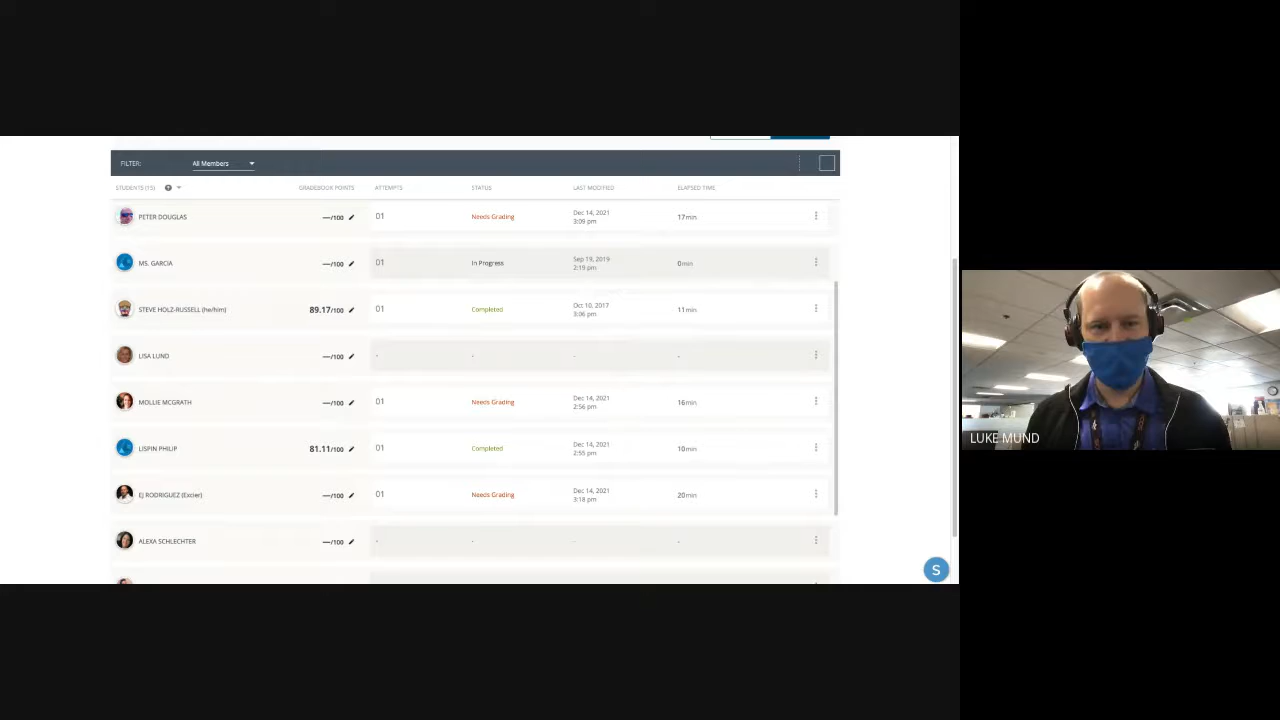 FILTER: All Members
STUDENTS (15) ? GRADEBOOK POINTS ATTEMPTS STATUS LAST MODIFIED ELAPSED TIME
PETER DOUGLAS —/100 01 Needs Grading Dec 14, 2021 3:09 pm 17min
MS. GARCIA —/100 01 In Progress Sep 19, 2019 2:19 pm 0min
STEVE HOLZ-RUSSELL (he/him) 89.17/100 01 Completed Oct 10, 2017 3:06 pm 11min
LISA LUND —/100 - - - -
MOLLIE MCGRATH —/100 01 Needs Grading Dec 14, 2021 2:56 pm 16min
LISPIN PHILIP 81.11/100 01 Completed Dec 14, 2021 2:55 pm 10min
EJ RODRIGUEZ (Excier) —/100 01 Needs Grading Dec 14, 2021 3:18 pm 20min
ALEXA SCHLECHTER —/100 - - - -
S
LUKE MUND